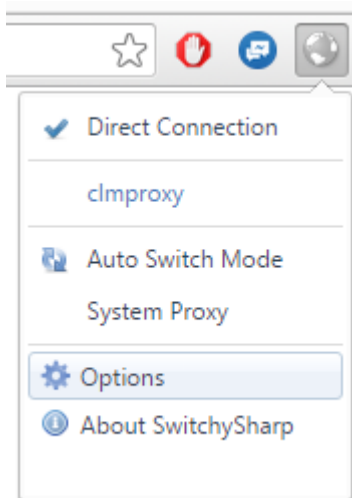 Direct Connection
clmproxy
Auto Switch Mode
System Proxy
Options
About SwitchySharp